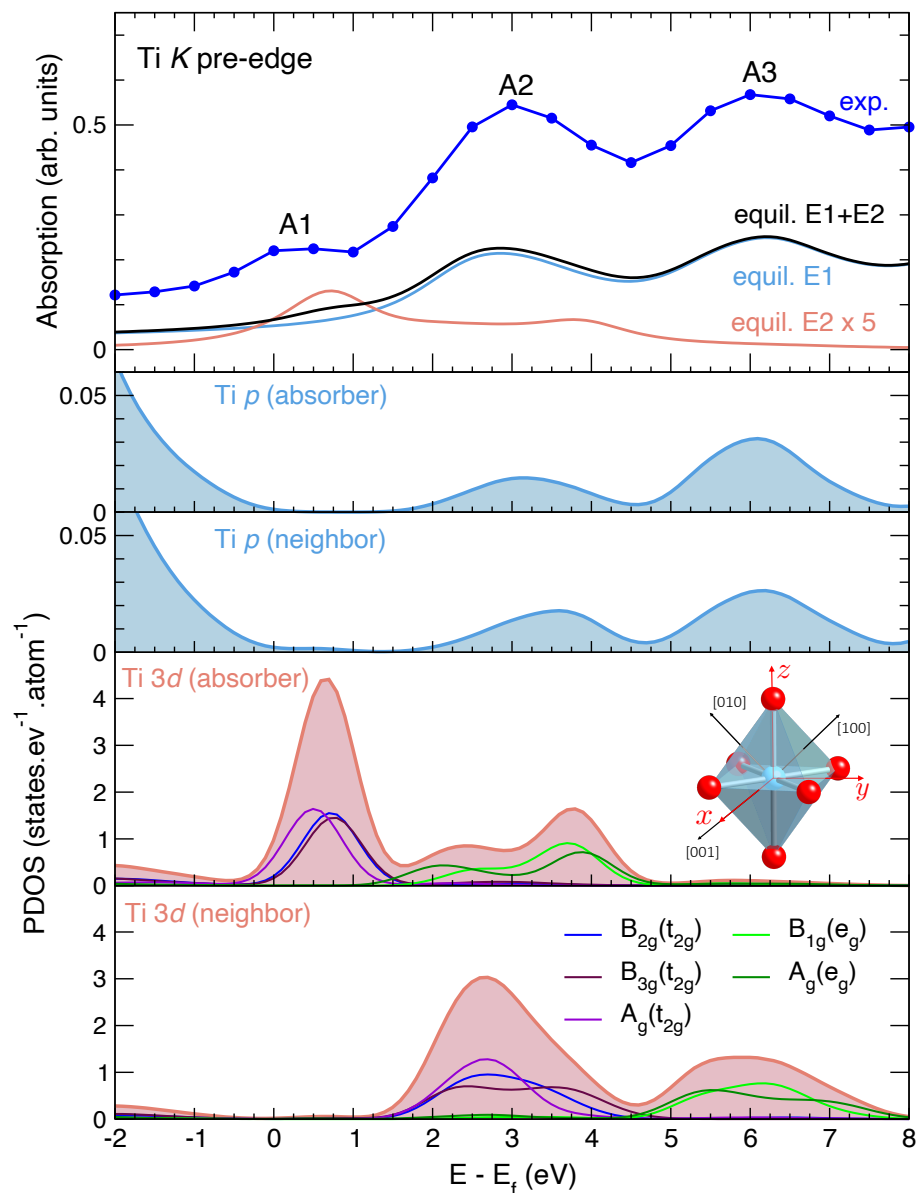 Ti K pre-edge
A1
A2
A3
exp.
equil. E1+E2
equil. E1
equil. E2 x 5
Absorption (arb. units)
0.5
0
Ti p (absorber)
0.05
0
Ti p (neighbor)
0.05
0
Ti 3d (absorber)
4
3
2
1
0
z
[010]
[100]
y
x
[001]
PDOS (states.ev⁻¹.atom⁻¹)
Ti 3d (neighbor)
4
3
2
1
0
B₂g(t₂g)
B₁g(eg)
B₃g(t₂g)
Ag(eg)
Ag(t₂g)
-2 -1 0 1 2 3 4 5 6 7 8
E - Ef (eV)